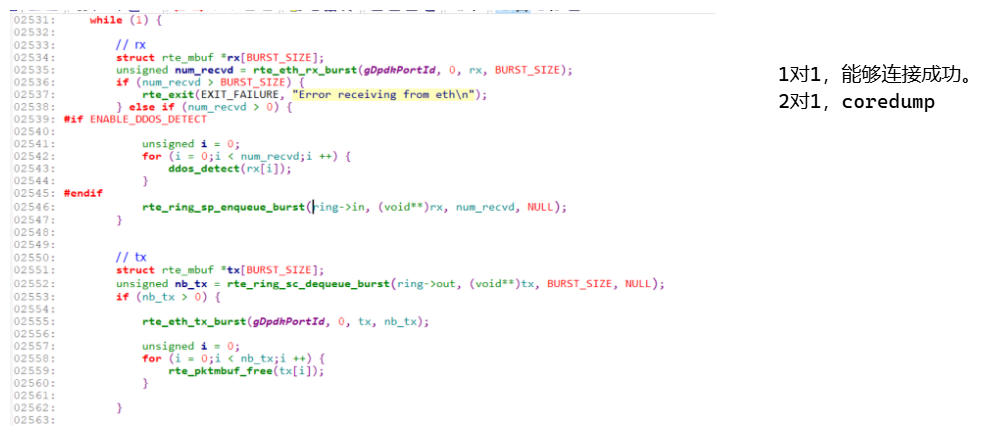 02531: while (1) {
02532:
02533: // rx
02534: struct rte_mbuf *rx[BURST_SIZE];
02535: unsigned num_recvd = rte_eth_rx_burst(gDpdkPortId, 0, rx, BURST_SIZE);
02536: if (num_recvd > BURST_SIZE) {
02537: rte_exit(EXIT_FAILURE, "Error receiving from eth\n");
02538: } else if (num_recvd > 0) {
02539: #if ENABLE_DDOS_DETECT
02540:
02541: unsigned i = 0;
02542: for (i = 0;i < num_recvd;i ++) {
02543: ddos_detect(rx[i]);
02544: }
02545: #endif
02546: rte_ring_sp_enqueue_burst(ring->in, (void**)rx, num_recvd, NULL);
02547: }
02548:
02549:
02550: // tx
02551: struct rte_mbuf *tx[BURST_SIZE];
02552: unsigned nb_tx = rte_ring_sc_dequeue_burst(ring->out, (void**)tx, BURST_SIZE, NULL);
02553: if (nb_tx > 0) {
02554:
02555: rte_eth_tx_burst(gDpdkPortId, 0, tx, nb_tx);
02556:
02557: unsigned i = 0;
02558: for (i = 0;i < nb_tx;i ++) {
02559: rte_pktmbuf_free(tx[i]);
02560: }
02561:
02562: }
02563:
1对1，能够连接成功。
2对1，coredump